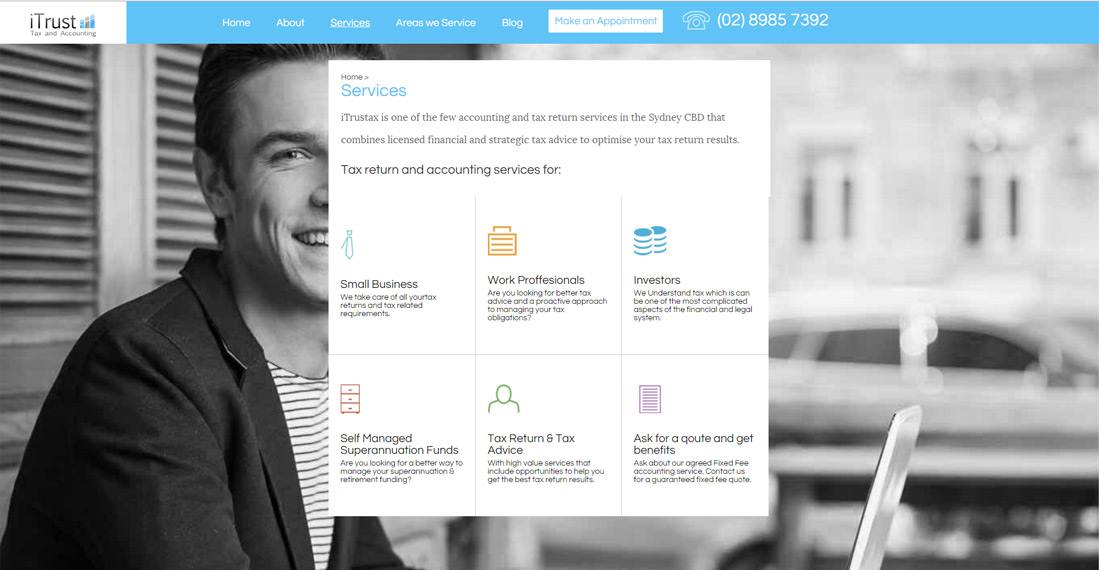 iTrust
Tax and Accounting
Home
About
Services
Areas we Service
Blog
Make an Appointment
(02) 8985 7392
Home >
Services
iTrustax is one of the few accounting and tax return services in the Sydney CBD that
combines licensed financial and strategic tax advice to optimise your tax return results.
Tax return and accounting services for:
Small Business
We take care of all yourtax
returns and tax related
requirements.
Work Proffesionals
Are you looking for better tax
advice and a proactive approach
to managing your tax
obligations?
Investors
We Understand tax which is can
be one of the most complicated
aspects of the financial and legal
system.
Self Managed
Superannuation Funds
Are you looking for a better way to
manage your superannuation &
retirement funding?
Tax Return & Tax
Advice
With high value services that
include opportunities to help you
get the best tax return results.
Ask for a qoute and get
benefits
Ask about our agreed Fixed Fee
accounting service. Contact us
for a guaranteed fixed fee quote.